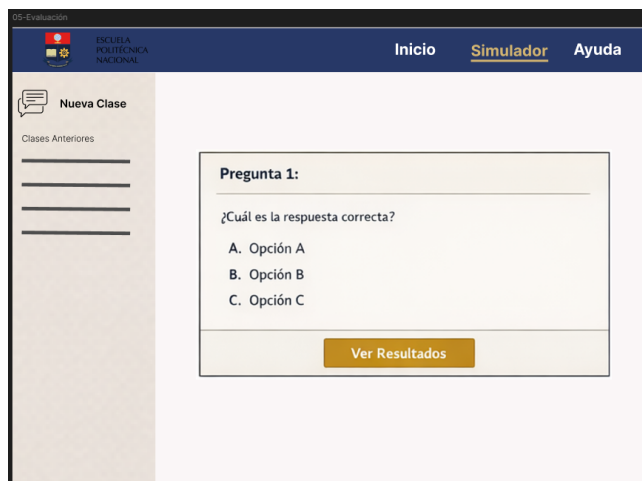 05-Evaluación
ESCUELA
POLITÉCNICA
NACIONAL
Inicio
Simulador
Ayuda
Nueva Clase
Clases Anteriores
Pregunta 1:
¿Cuál es la respuesta correcta?
A. Opción A
B. Opción B
C. Opción C
Ver Resultados